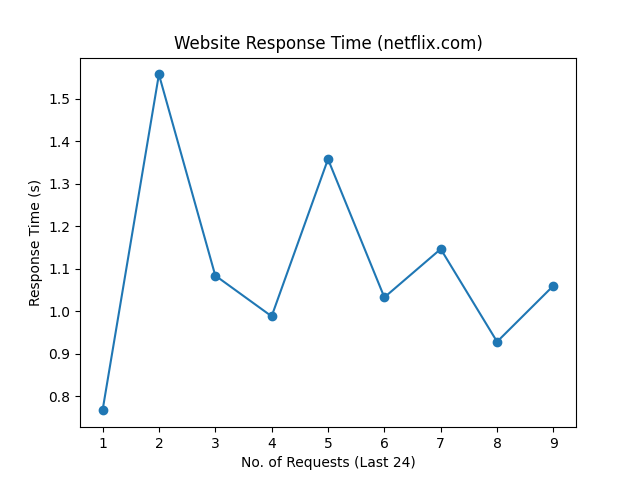 Website Response Time (netflix.com)
1.5
1.4
1.3
1.2
1.1
1.0
0.9
0.8
Response Time (s)
1 2 3 4 5 6 7 8 9
No. of Requests (Last 24)